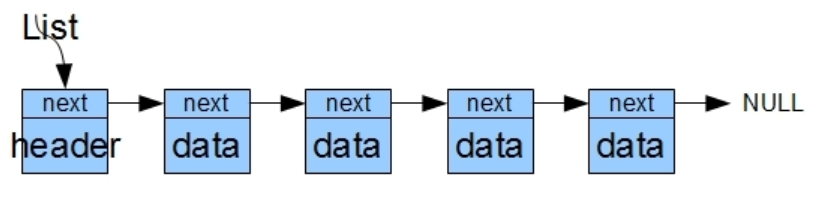 List
next next next next next NULL
header data data data data